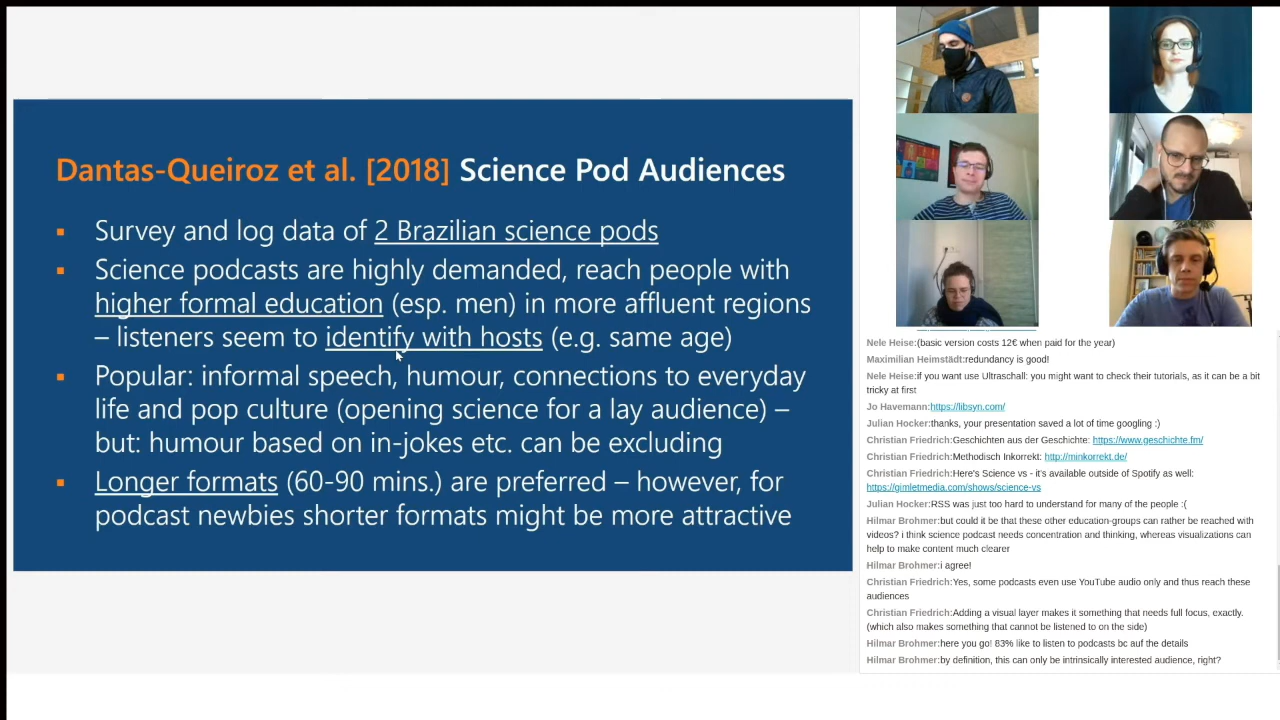 Dantas-Queiroz et al. [2018] Science Pod Audiences
▪ Survey and log data of 2 Brazilian science pods
▪ Science podcasts are highly demanded, reach people with
higher formal education (esp. men) in more affluent regions
– listeners seem to identify with hosts (e.g. same age)
▪ Popular: informal speech, humour, connections to everyday
life and pop culture (opening science for a lay audience) –
but: humour based on in-jokes etc. can be excluding
▪ Longer formats (60-90 mins.) are preferred – however, for
podcast newbies shorter formats might be more attractive
Nele Heise:(basic version costs 12€ when paid for the year)
Maximilian Heimstädt:redundancy is good!
Nele Heise:if you want use Ultraschall: you might want to check their tutorials, as it can be a bit
tricky at first
Jo Havemann:https://libsyn.com/
Julian Hocker:thanks, your presentation saved a lot of time googling :)
Christian Friedrich:Geschichten aus der Geschichte: https://www.geschichte.fm/
Christian Friedrich:Methodisch Inkorrekt: http://minkorrekt.de/
Christian Friedrich:Here's Science vs - it's available outside of Spotify as well:
https://gimletmedia.com/shows/science-vs
Julian Hocker:RSS was just too hard to understand for many of the people :(
Hilmar Brohmer:but could it be that these other education-groups can rather be reached with
videos? i think science podcast needs concentration and thinking, whereas visualizations can
help to make content much clearer
Hilmar Brohmer:i agree!
Christian Friedrich:Yes, some podcasts even use YouTube audio only and thus reach these
audiences
Christian Friedrich:Adding a visual layer makes it something that needs full focus, exactly.
(which also makes something that cannot be listened to on the side)
Hilmar Brohmer:here you go! 83% like to listen to podcasts bc auf the details
Hilmar Brohmer:by definition, this can only be intrinsically interested audience, right?